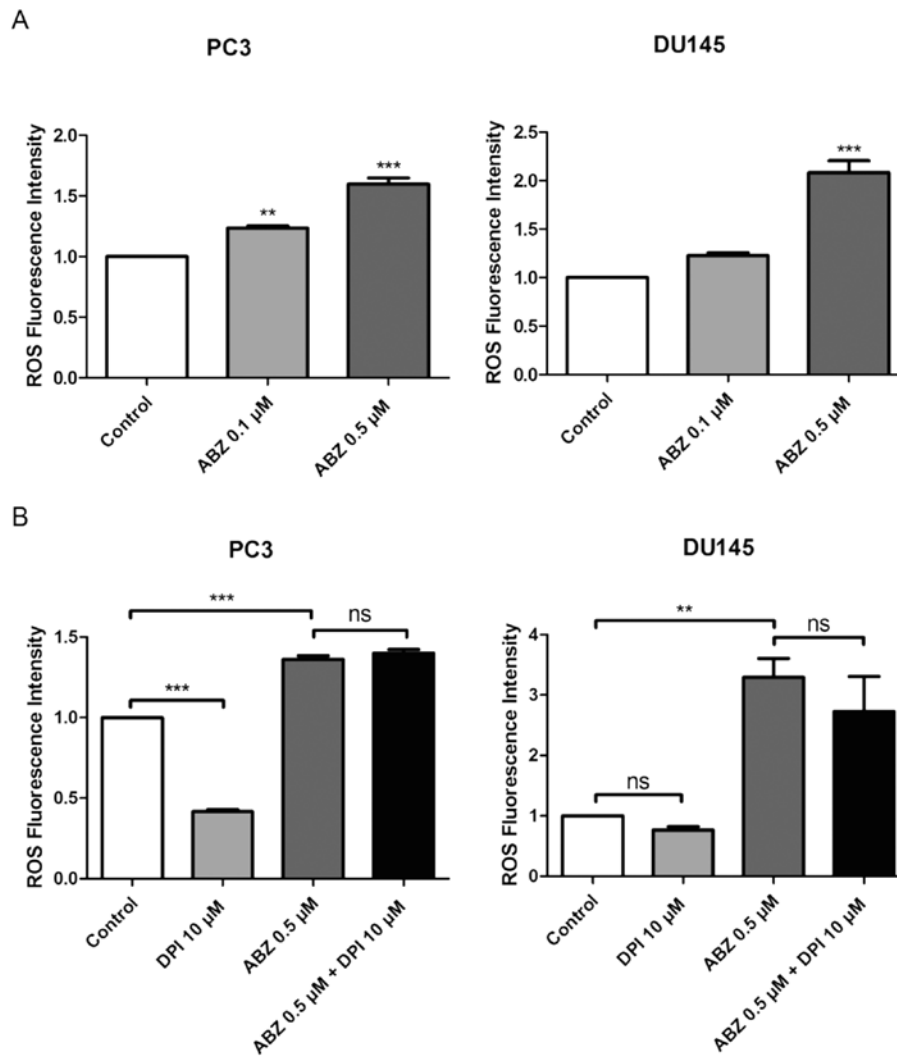 A
PC3
ROS Fluorescence Intensity
2.0
1.5
1.0
0.5
0.0
**
***
Control
ABZ 0.1 µM
ABZ 0.5 µM
DU145
ROS Fluorescence Intensity
2.5
2.0
1.5
1.0
0.5
0.0
***
Control
ABZ 0.1 µM
ABZ 0.5 µM
B
PC3
ROS Fluorescence Intensity
1.5
1.0
0.5
0.0
***
***
ns
Control
DPI 10 µM
ABZ 0.5 µM
ABZ 0.5 µM + DPI 10 µM
DU145
ROS Fluorescence Intensity
4
3
2
1
0
**
ns
ns
Control
DPI 10 µM
ABZ 0.5 µM
ABZ 0.5 µM + DPI 10 µM